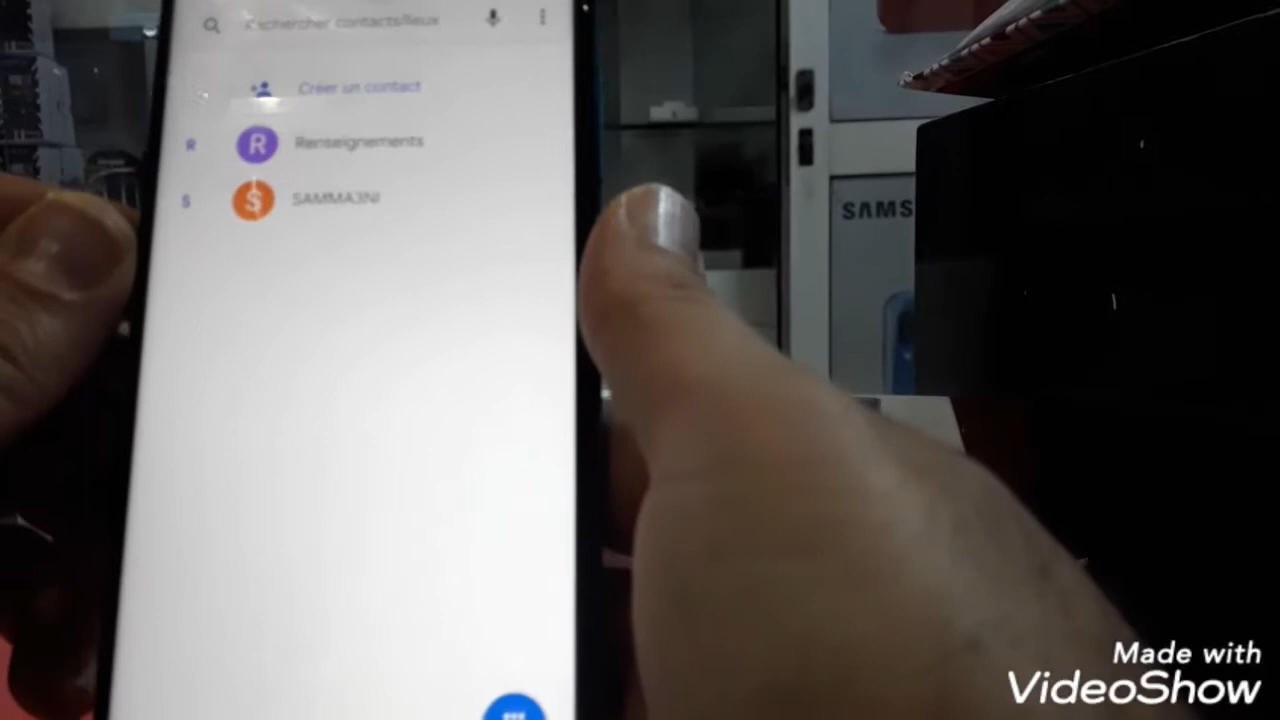 Rechercher contacts/lieux
Créer un contact
R
R
Renseignements
S
S
SAMMA3NI
SAMS
Made with
VideoShow